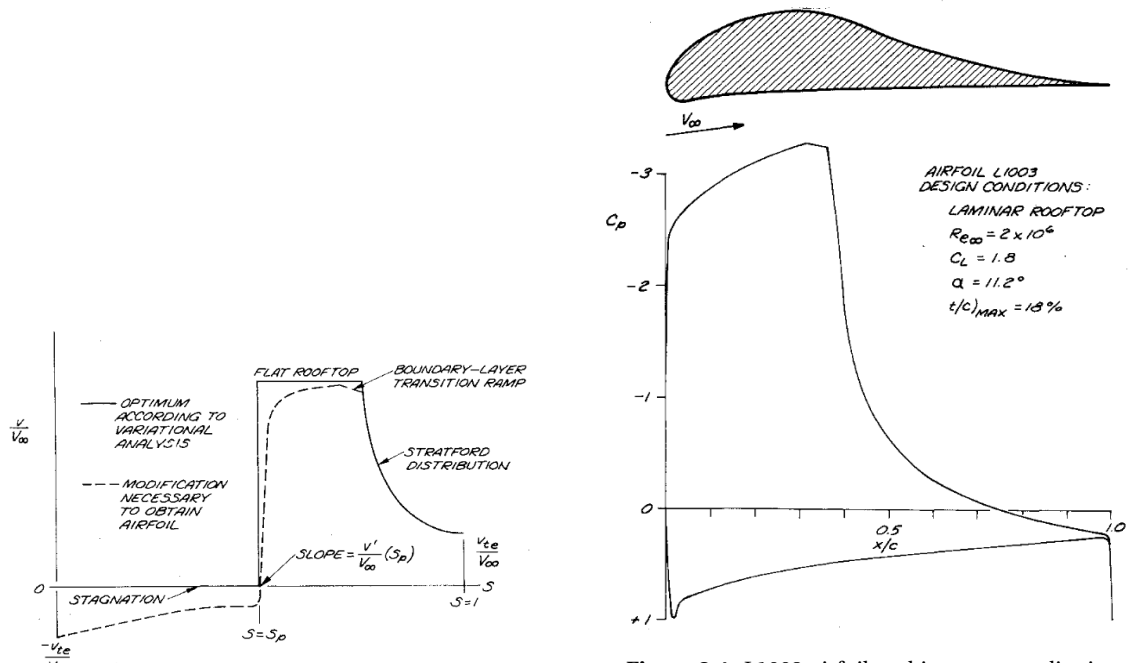 FLAT ROOFTOP
BOUNDARY-LAYER
TRANSITION RAMP
v
V∞
OPTIMUM
ACCORDING TO
VARIATIONAL
ANALYSIS
STRATFORD
DISTRIBUTION
MODIFICATION
NECESSARY
TO OBTAIN
AIRFOIL
SLOPE = v'/V∞ (Sp)
vte
V∞
0
S
STAGNATION
S=1
S=Sp
-vte
V∞
-3
Cp
-2
-1
0
0.5
1.0
x/c
+1
AIRFOIL L1003
DESIGN CONDITIONS:
LAMINAR ROOFTOP
Re∞ = 2 x 10⁶
CL = 1.8
α = 11.2°
t/c)MAX = 18%